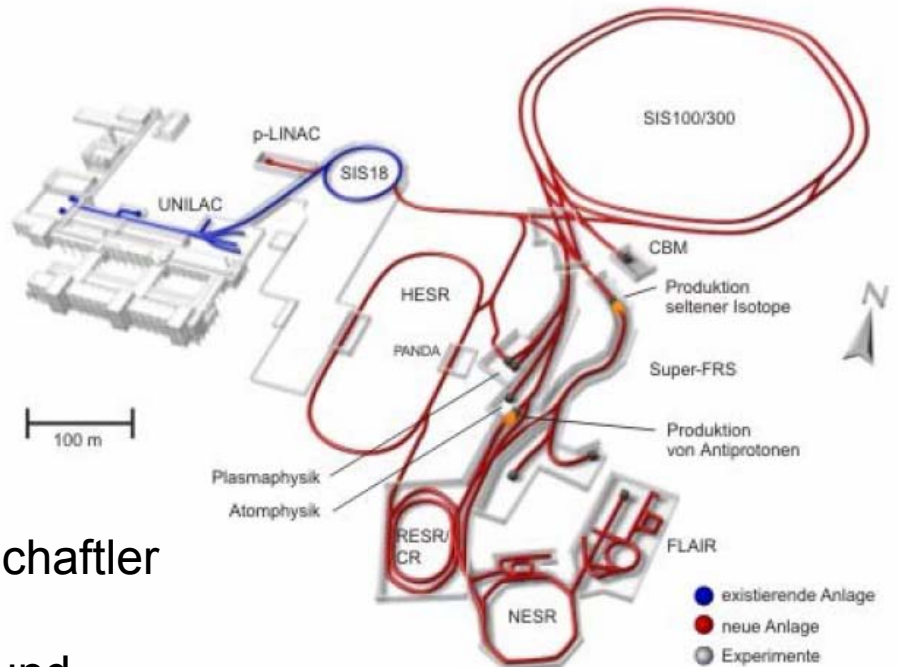 SIS100/300
p-LINAC
SIS18
UNILAC
CBM
HESR
Produktion
seltener Isotope
N
PANDA
Super-FRS
100 m
Produktion
von Antiprotonen
Plasmaphysik
Atomphysik
RESR/
CR
FLAIR
NESR
chaftler
und
existierende Anlage
neue Anlage
Experimente